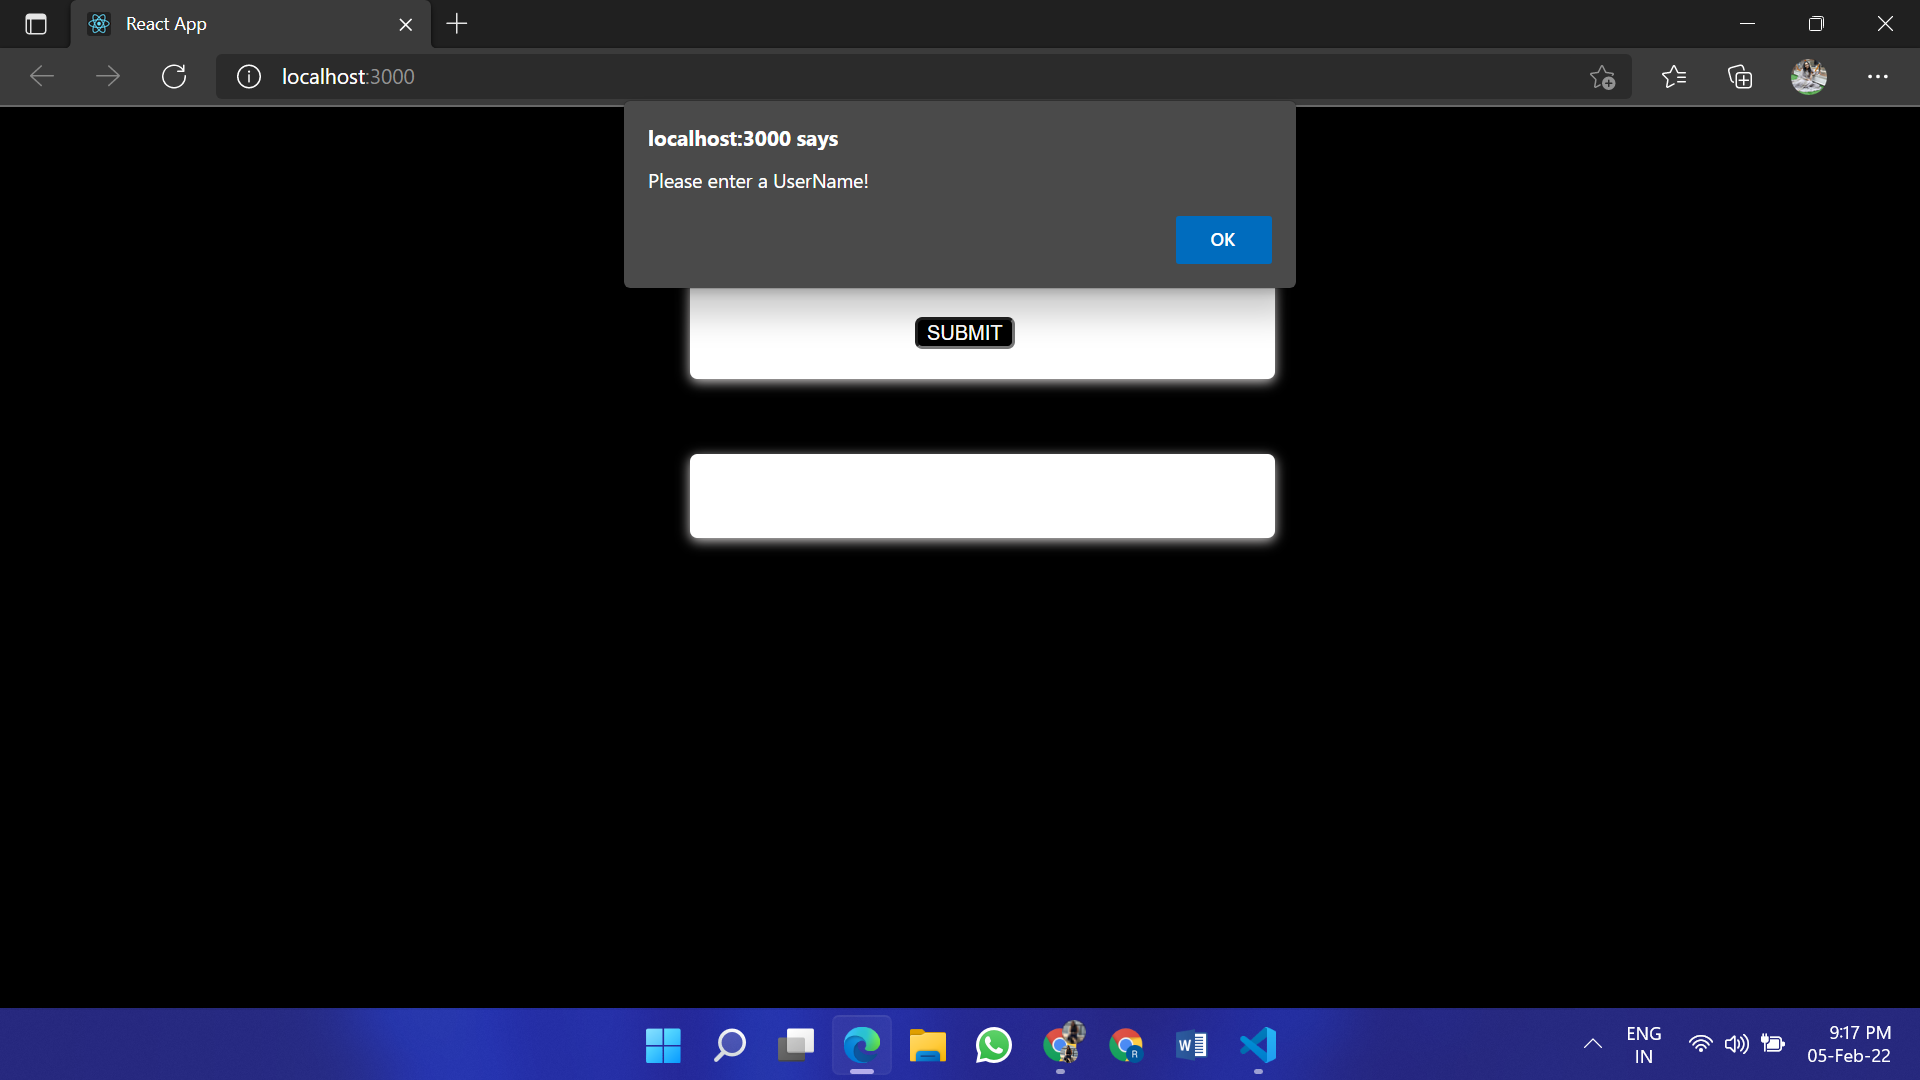 React App
localhost:3000
localhost:3000 says
Please enter a UserName!
OK
SUBMIT
R
W
ENG
IN
9:17 PM
05-Feb-22